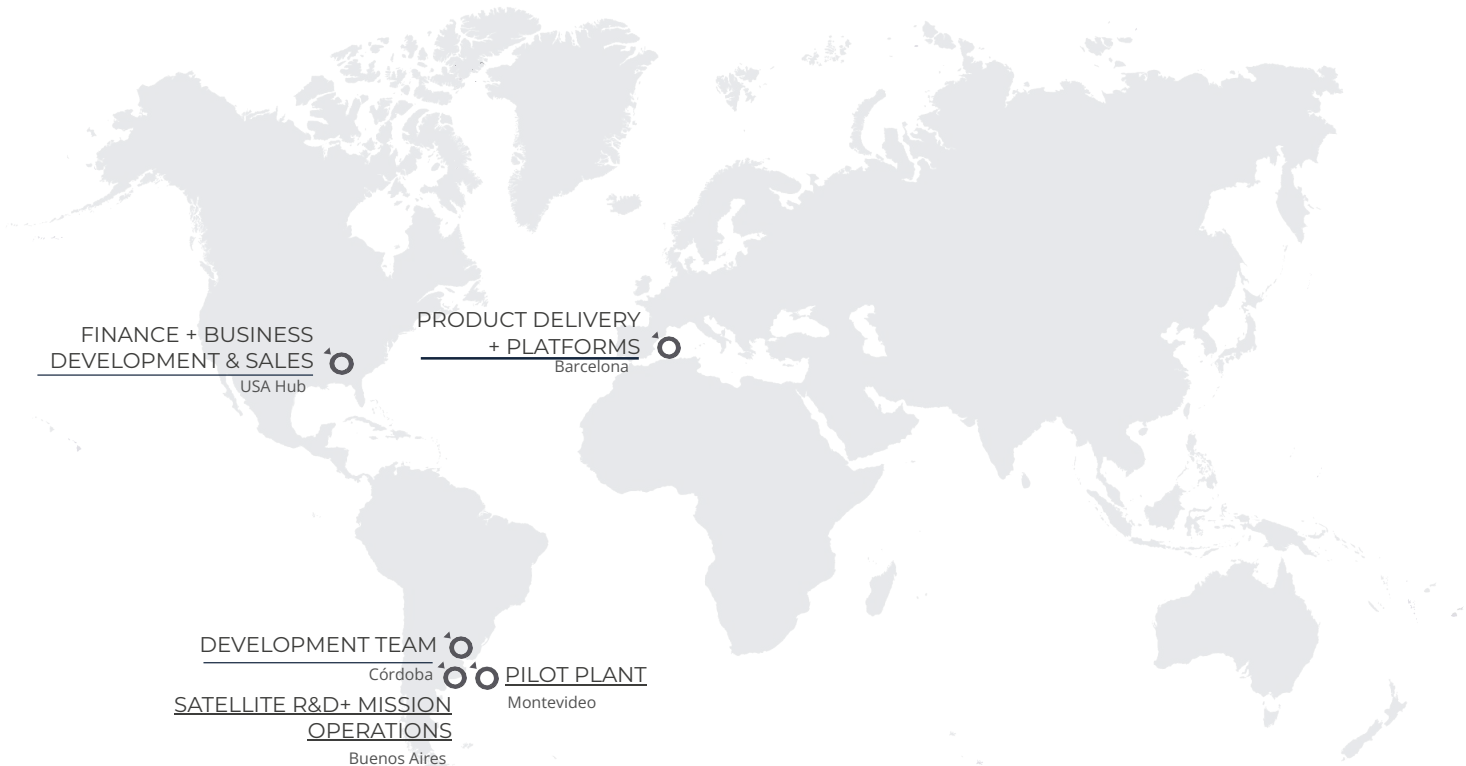 FINANCE + BUSINESS
DEVELOPMENT & SALES
USA Hub
PRODUCT DELIVERY
+ PLATFORMS
Barcelona
DEVELOPMENT TEAM
Córdoba
PILOT PLANT
Montevideo
SATELLITE R&D+ MISSION
OPERATIONS
Buenos Aires